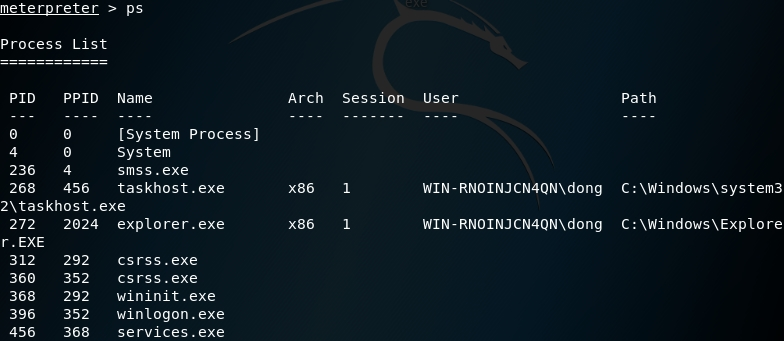 exe
meterpreter > ps
Process List
============
PID PPID Name Arch Session User Path
--- ---- ---- ---- ------- ---- ----
0 0 [System Process]
4 0 System
236 4 smss.exe
268 456 taskhost.exe x86 1 WIN-RNOINJCN4QN\dong C:\Windows\system3
2\taskhost.exe
272 2024 explorer.exe x86 1 WIN-RNOINJCN4QN\dong C:\Windows\Explore
r.EXE
312 292 csrss.exe
360 352 csrss.exe
368 292 wininit.exe
396 352 winlogon.exe
456 368 services.exe